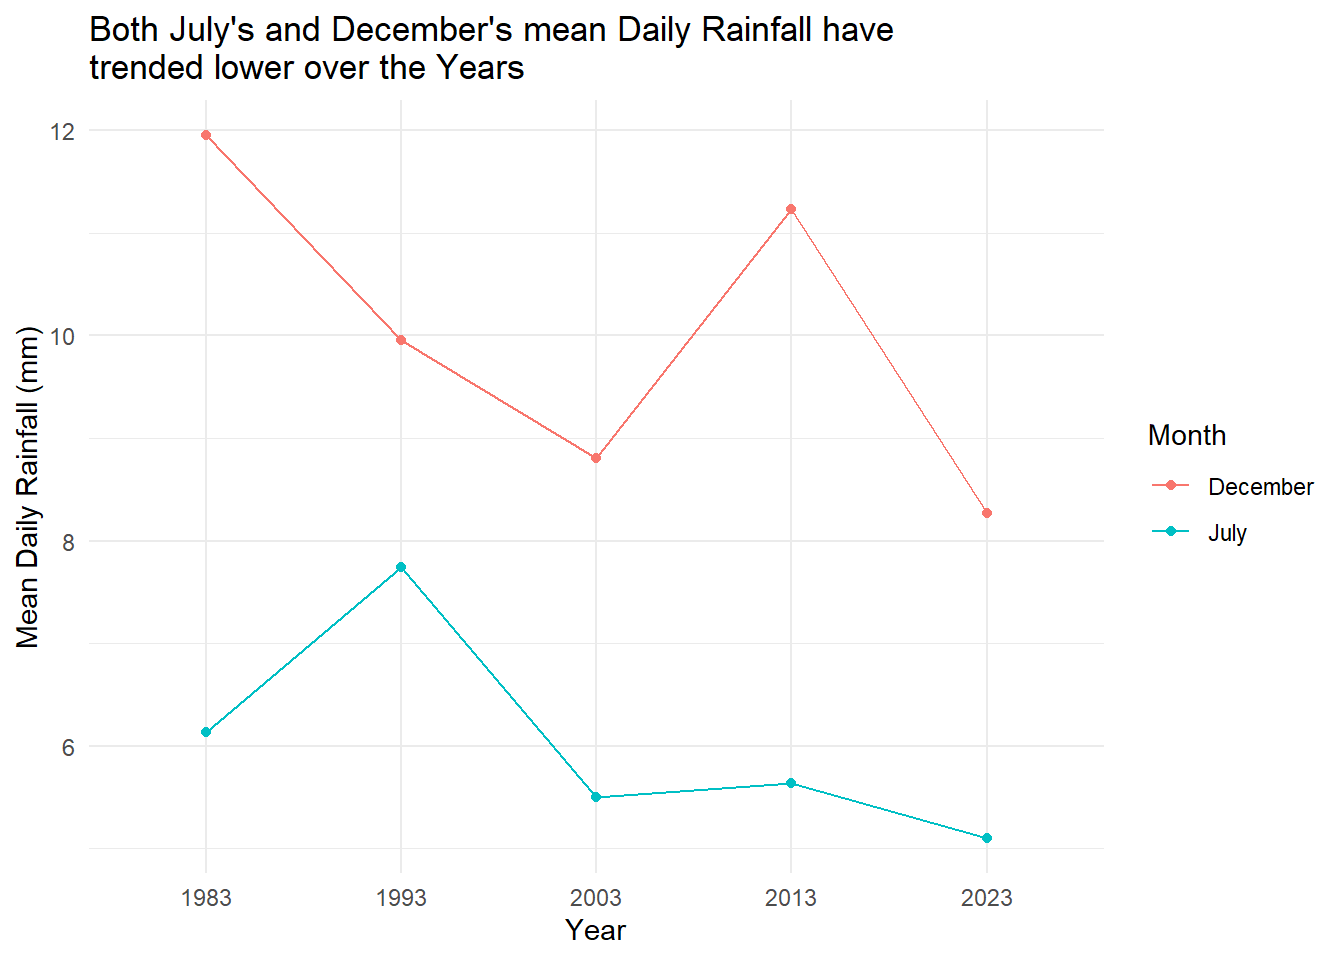 Both July's and December's mean Daily Rainfall have
trended lower over the Years
Mean Daily Rainfall (mm)
12
10
8
6
1983 1993 2003 2013 2023
Year
Month
December
July